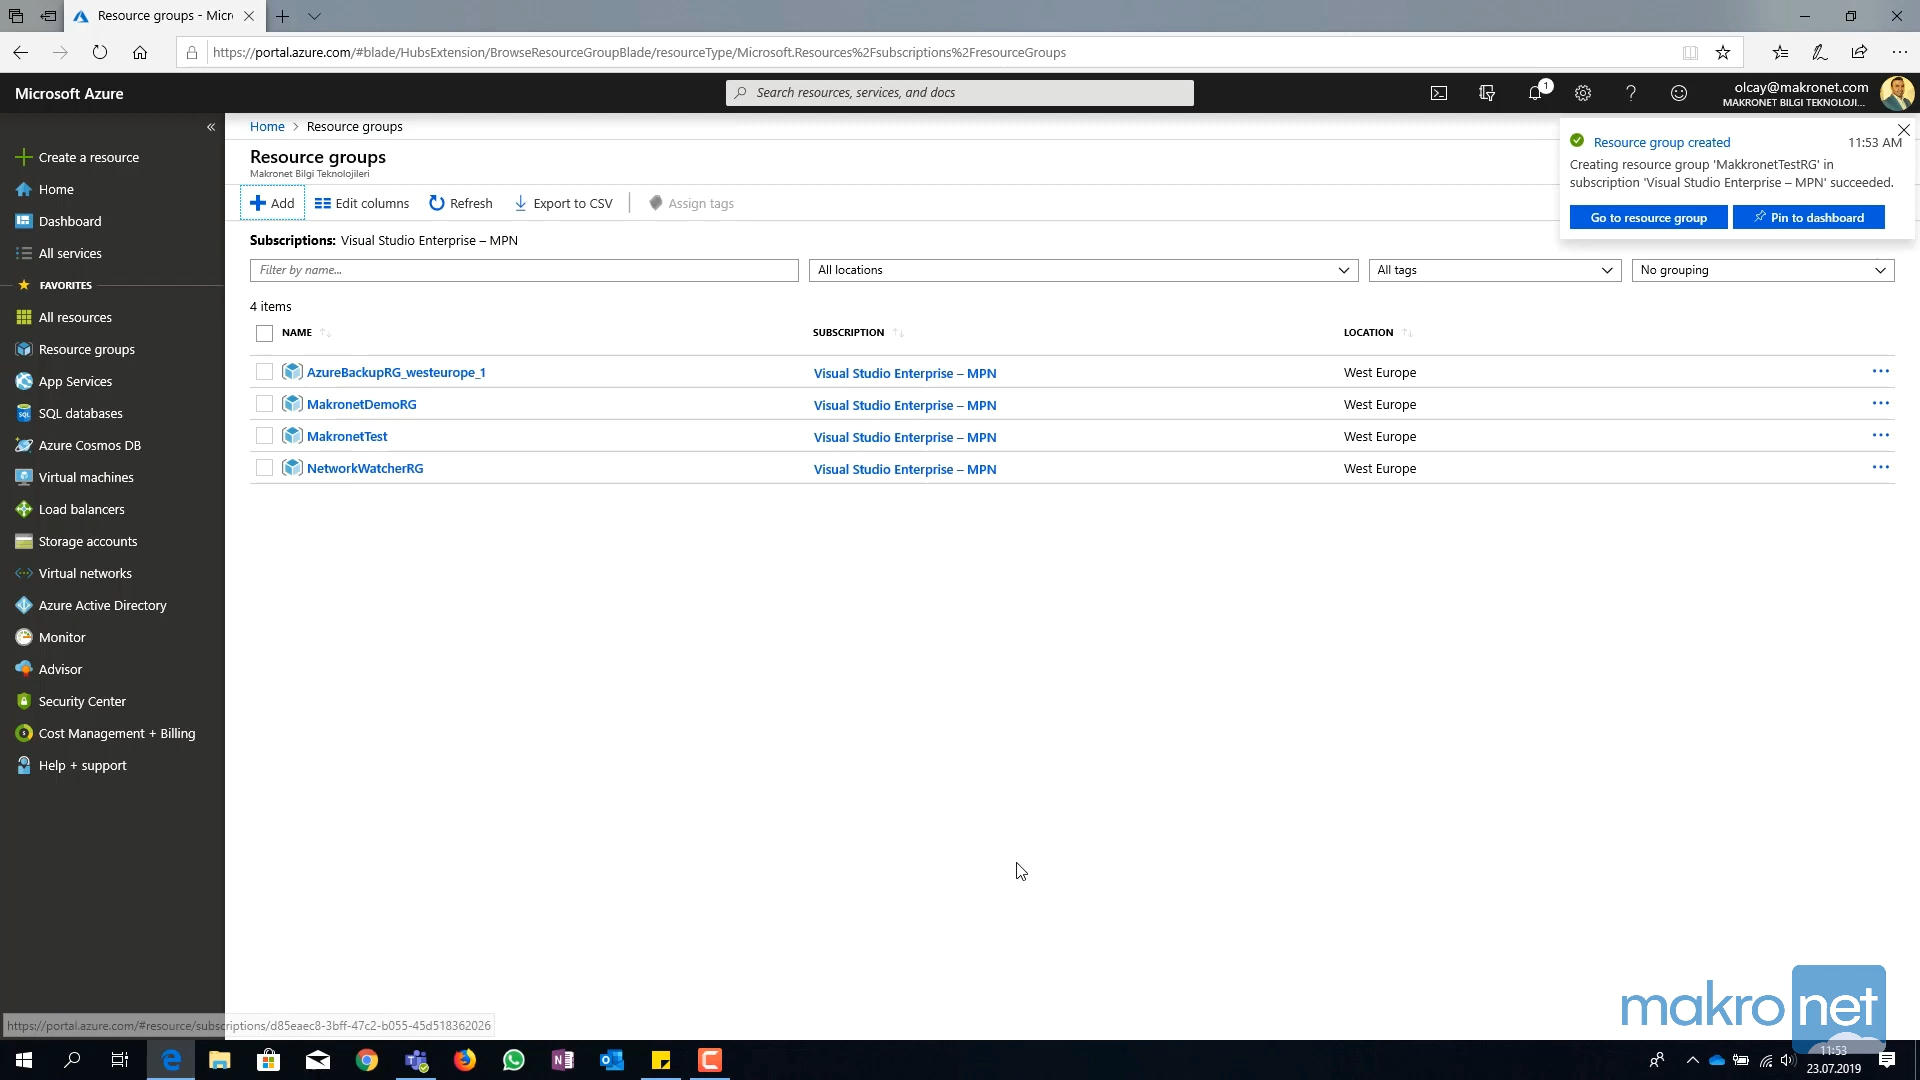 Resource groups - Micr
https://portal.azure.com/#blade/HubsExtension/BrowseResourceGroupBlade/resourceType/Microsoft.Resources%2Fsubscriptions%2FresourceGroups
Microsoft Azure
Search resources, services, and docs
1
olcay@makronet.com
MAKRONET BILGI TEKNOLOJI...
Create a resource
Home
Dashboard
All services
FAVORITES
All resources
Resource groups
App Services
SQL databases
Azure Cosmos DB
Virtual machines
Load balancers
Storage accounts
Virtual networks
Azure Active Directory
Monitor
Advisor
Security Center
Cost Management + Billing
Help + support
Home > Resource groups
Resource groups
Makronet Bilgi Teknolojileri
Add Edit columns Refresh Export to CSV Assign tags
Subscriptions: Visual Studio Enterprise – MPN
Filter by name... All locations All tags No grouping
4 items
NAME SUBSCRIPTION LOCATION
AzureBackupRG_westeurope_1 Visual Studio Enterprise – MPN West Europe
MakronetDemoRG Visual Studio Enterprise – MPN West Europe
MakronetTest Visual Studio Enterprise – MPN West Europe
NetworkWatcherRG Visual Studio Enterprise – MPN West Europe
Resource group created 11:53 AM
Creating resource group 'MakkronetTestRG' in
subscription 'Visual Studio Enterprise – MPN' succeeded.
Go to resource group Pin to dashboard
makro net
https://portal.azure.com/#resource/subscriptions/d85eaec8-3bff-47c2-b055-45d518362026
11:53
23.07.2019